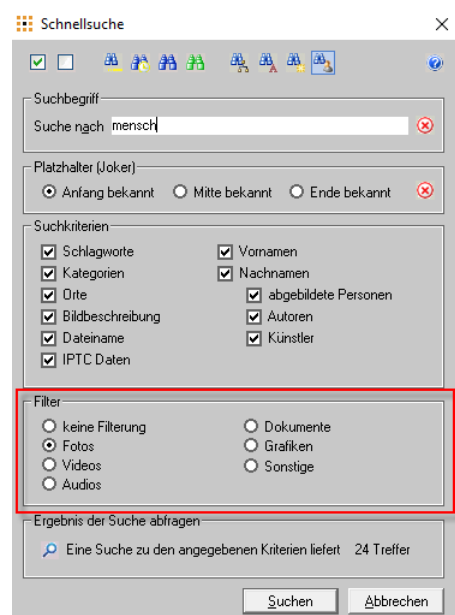 Schnellsuche
Suchbegriff
Suche nach mensch
Platzhalter (Joker)
Anfang bekannt Mitte bekannt Ende bekannt
Suchkriterien
Schlagworte Vornamen
Kategorien Nachnamen
Orte abgebildete Personen
Bildbeschreibung Autoren
Dateiname Künstler
IPTC Daten
Filter
keine Filterung Dokumente
Fotos Grafiken
Videos Sonstige
Audios
Ergebnis der Suche abfragen
Eine Suche zu den angegebenen Kriterien liefert 24 Treffer
Suchen Abbrechen